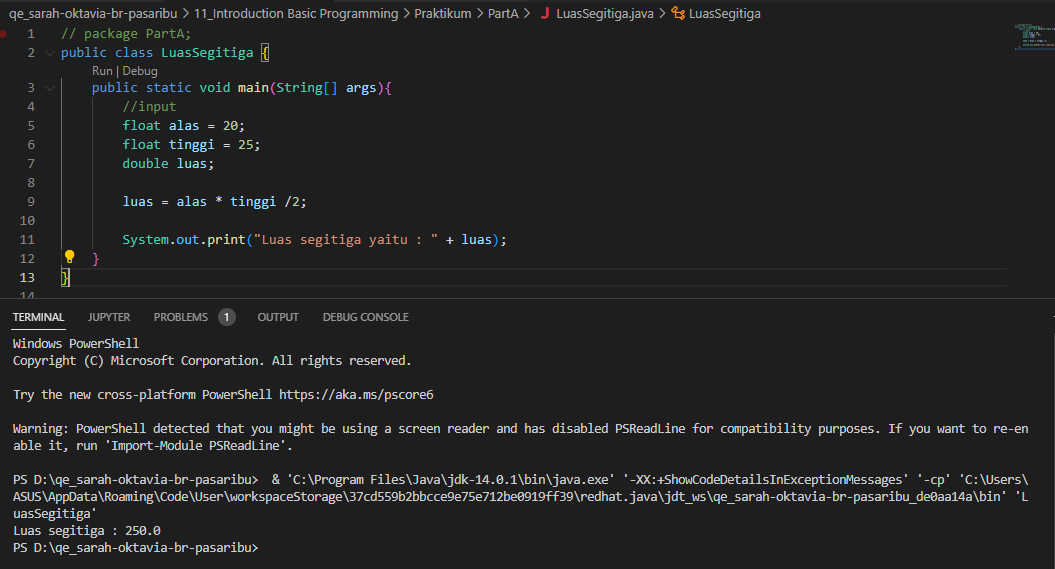 qe_sarah-oktavia-br-pasaribu > 11_Introduction Basic Programming > Praktikum > PartA > J LuasSegitiga.java > LuasSegitiga
1 // package PartA;
2 public class LuasSegitiga {
Run | Debug
3 public static void main(String[] args){
4 //input
5 float alas = 20;
6 float tinggi = 25;
7 double luas;
8
9 luas = alas * tinggi /2;
10
11 System.out.print("Luas segitiga yaitu : " + luas);
12 }
13 }
14
TERMINAL JUPYTER PROBLEMS 1 OUTPUT DEBUG CONSOLE
Windows PowerShell
Copyright (C) Microsoft Corporation. All rights reserved.
Try the new cross-platform PowerShell https://aka.ms/pscore6
Warning: PowerShell detected that you might be using a screen reader and has disabled PSReadLine for compatibility purposes. If you want to re-en
able it, run 'Import-Module PSReadLine'.
PS D:\qe_sarah-oktavia-br-pasaribu>  & 'C:\Program Files\Java\jdk-14.0.1\bin\java.exe' '-XX:+ShowCodeDetailsInExceptionMessages' '-cp' 'C:\Users\
ASUS\AppData\Roaming\Code\User\workspaceStorage\37cd559b2bbcce9e75e712be0919ff39\redhat.java\jdt_ws\qe_sarah-oktavia-br-pasaribu_de0aa14a\bin' 'L
uasSegitiga'
Luas segitiga : 250.0
PS D:\qe_sarah-oktavia-br-pasaribu>